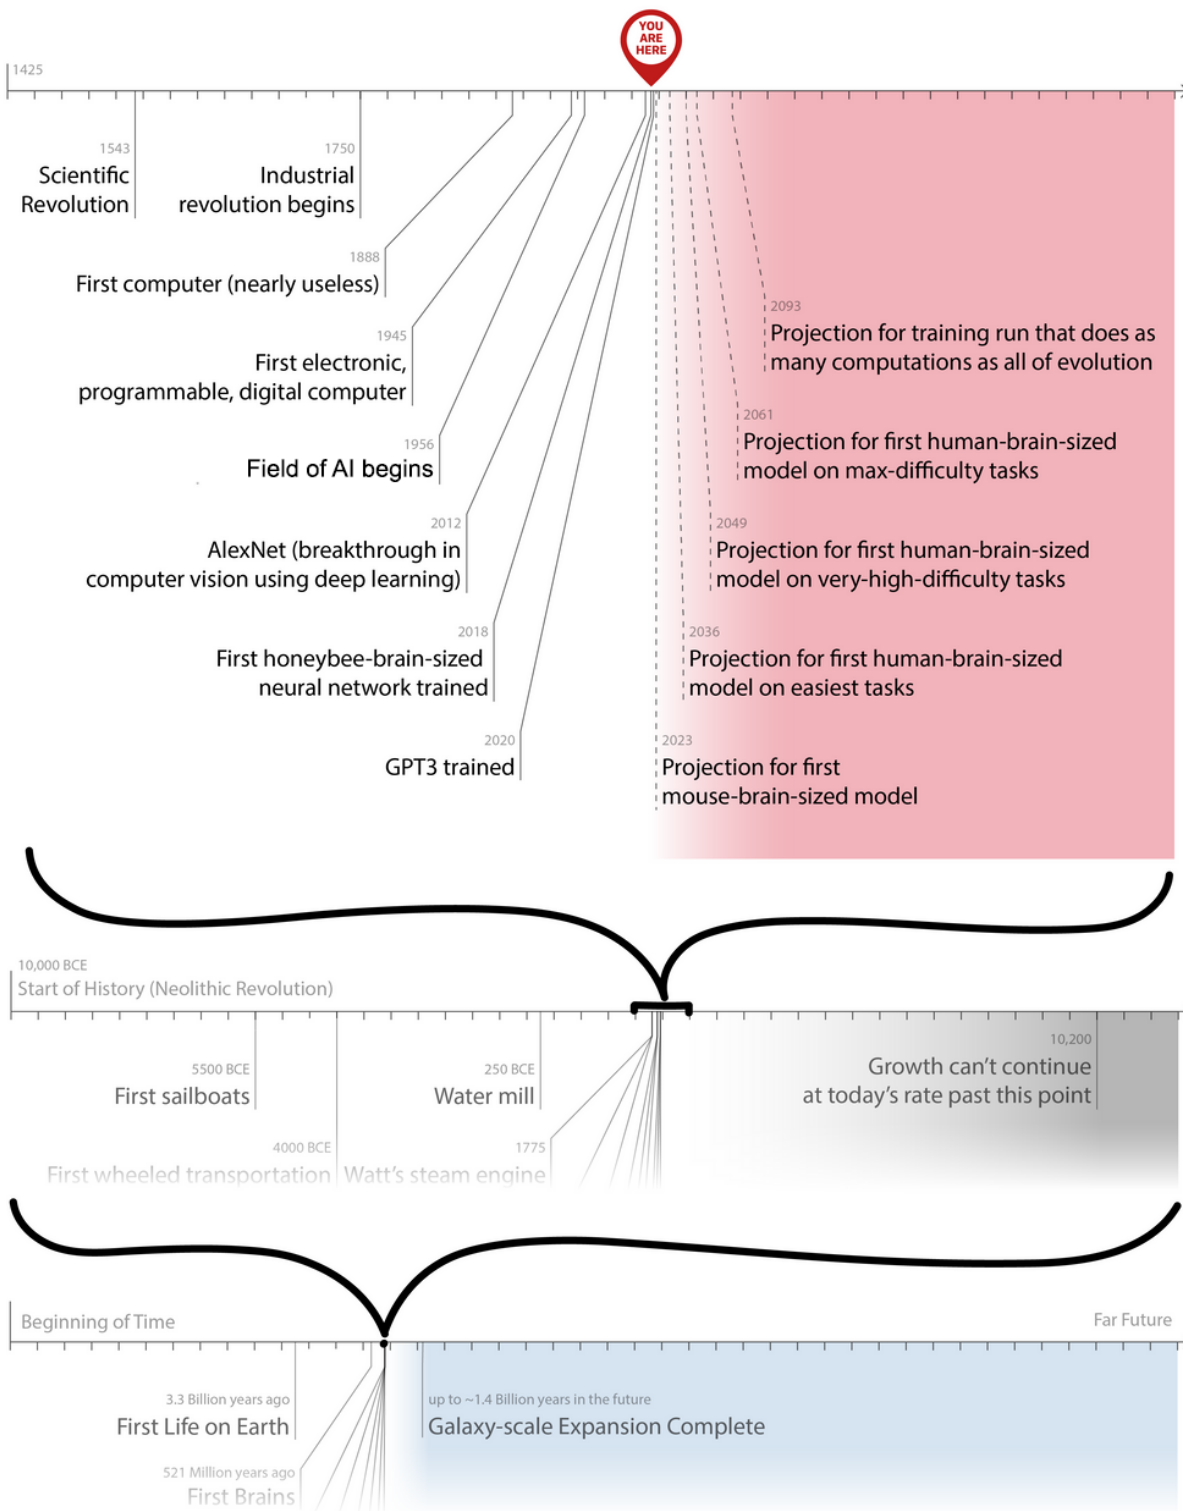 YOU
ARE
HERE
1425
1543
Scientific
Revolution
1750
Industrial
revolution begins
1888
First computer (nearly useless)
1945
First electronic,
programmable, digital computer
1956
Field of AI begins
2012
AlexNet (breakthrough in
computer vision using deep learning)
2018
First honeybee-brain-sized
neural network trained
2020
GPT3 trained
2093
Projection for training run that does as
many computations as all of evolution
2061
Projection for first human-brain-sized
model on max-difficulty tasks
2049
Projection for first human-brain-sized
model on very-high-difficulty tasks
2036
Projection for first human-brain-sized
model on easiest tasks
2023
Projection for first
mouse-brain-sized model
10,000 BCE
Start of History (Neolithic Revolution)
5500 BCE
First sailboats
4000 BCE
First wheeled transportation
250 BCE
Water mill
1775
Watt's steam engine
10,200
Growth can't continue
at today's rate past this point
Beginning of Time
Far Future
3.3 Billion years ago
First Life on Earth
521 Million years ago
First Brains
up to ~1.4 Billion years in the future
Galaxy-scale Expansion Complete